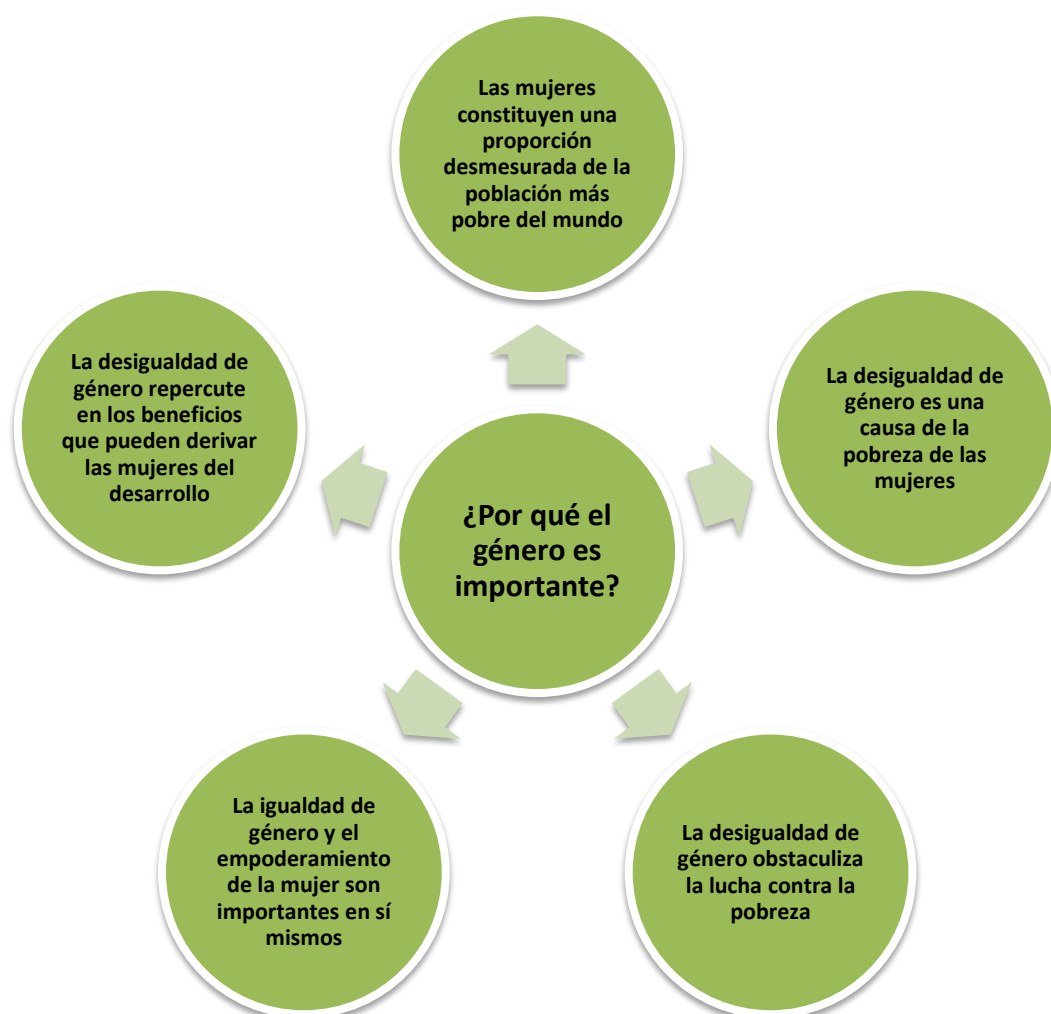 Las mujeres
constituyen una
proporción
desmesurada de la
población más
pobre del mundo
La desigualdad de
género repercute
en los beneficios
que pueden derivar
las mujeres del
desarrollo
La desigualdad de
género es una
causa de la
pobreza de las
mujeres
¿Por qué el
género es
importante?
La igualdad de
género y el
empoderamiento
de la mujer son
importantes en sí
mismos
La desigualdad de
género obstaculiza
la lucha contra la
pobreza